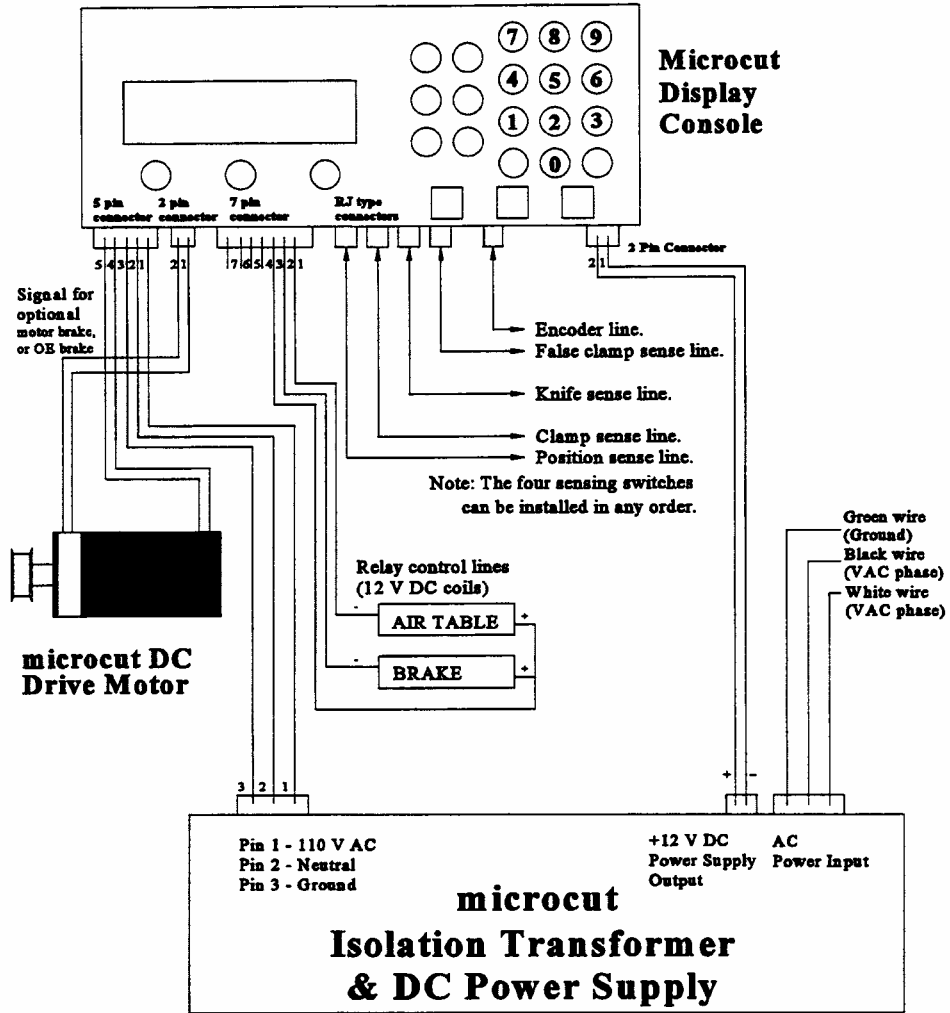 7 8 9
4 5 6
1 2 3
0
Microcut
Display
Console
5 pin
connector
2 pin
connector
7 pin
connector
RJ type
connectors
2 Pin Connector
5 4 3 2 1
2 1
7 6 5 4 3 2 1
2 1
Signal for
optional
motor brake,
or OE brake
Encoder line.
False clamp sense line.
Knife sense line.
Clamp sense line.
Position sense line.
Note: The four sensing switches
can be installed in any order.
Green wire
(Ground)
Black wire
(VAC phase)
White wire
(VAC phase)
Relay control lines
(12 V DC coils)
- AIR TABLE +
- BRAKE +
microcut DC
Drive Motor
3 2 1
+ -
Pin 1 - 110 V AC
Pin 2 - Neutral
Pin 3 - Ground
+12 V DC
Power Supply
Output
AC
Power Input
microcut
Isolation Transformer
& DC Power Supply